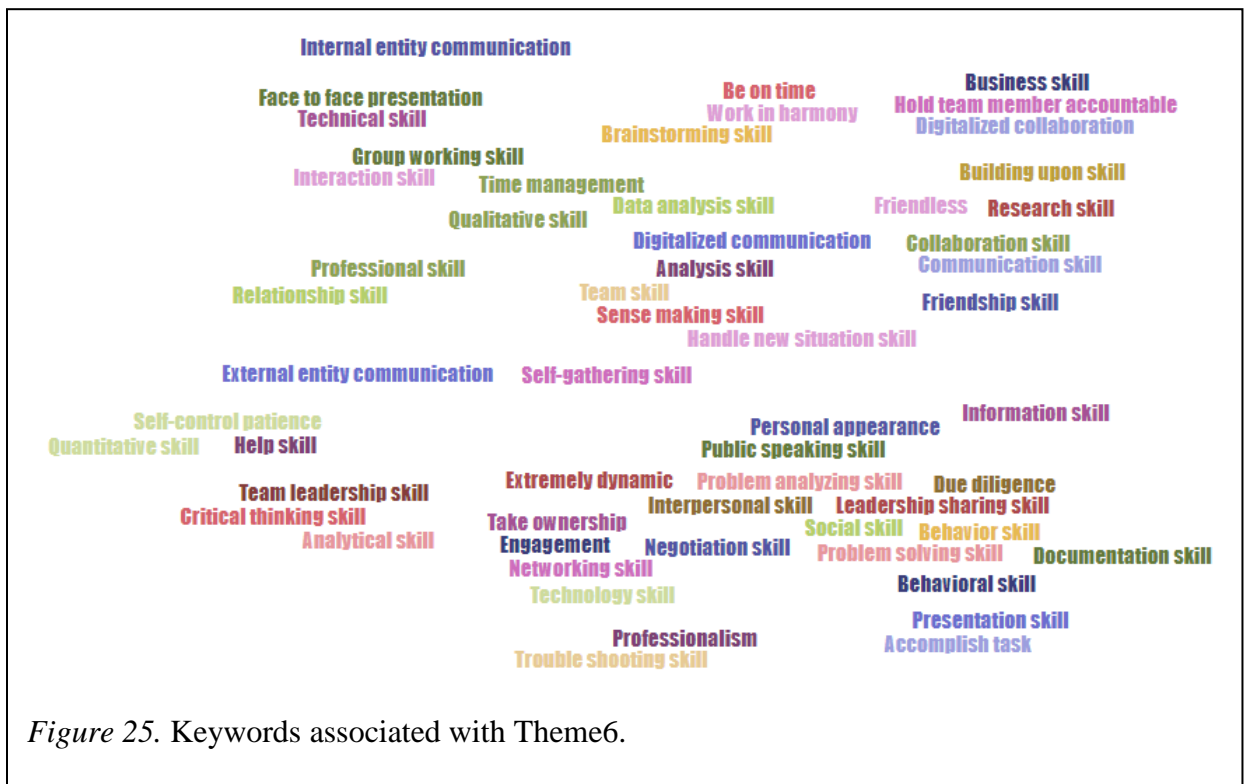 Internal entity communication
Business skill
Be on time
Face to face presentation
Hold team member accountable
Work in harmony
Technical skill
Digitalized collaboration
Brainstorming skill
Group working skill
Building upon skill
Interaction skill
Time management
Data analysis skill
Friendless
Research skill
Qualitative skill
Digitalized communication
Collaboration skill
Professional skill
Analysis skill
Communication skill
Relationship skill
Team skill
Friendship skill
Sense making skill
Handle new situation skill
External entity communication
Self-gathering skill
Information skill
Self-control patience
Personal appearance
Quantitative skill
Help skill
Public speaking skill
Extremely dynamic
Problem analyzing skill
Due diligence
Team leadership skill
Interpersonal skill
Leadership sharing skill
Critical thinking skill
Take ownership
Social skill
Behavior skill
Analytical skill
Engagement
Negotiation skill
Problem solving skill
Documentation skill
Networking skill
Behavioral skill
Technology skill
Presentation skill
Professionalism
Accomplish task
Trouble shooting skill
Figure 25. Keywords associated with Theme6.